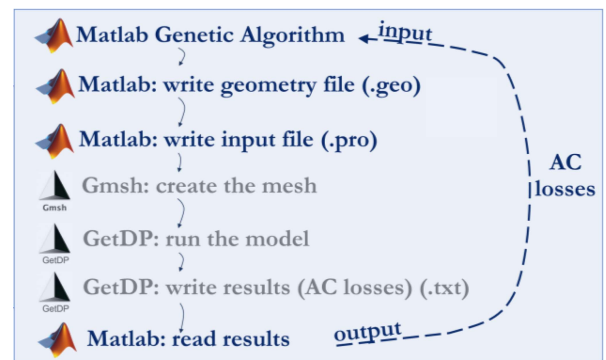 Matlab Genetic Algorithm
input
Matlab: write geometry file (.geo)
Matlab: write input file (.pro)
AC
losses
Gmsh: create the mesh
Gmsh
GetDP: run the model
GetDP
GetDP: write results (AC losses) (.txt)
GetDP
Matlab: read results
output